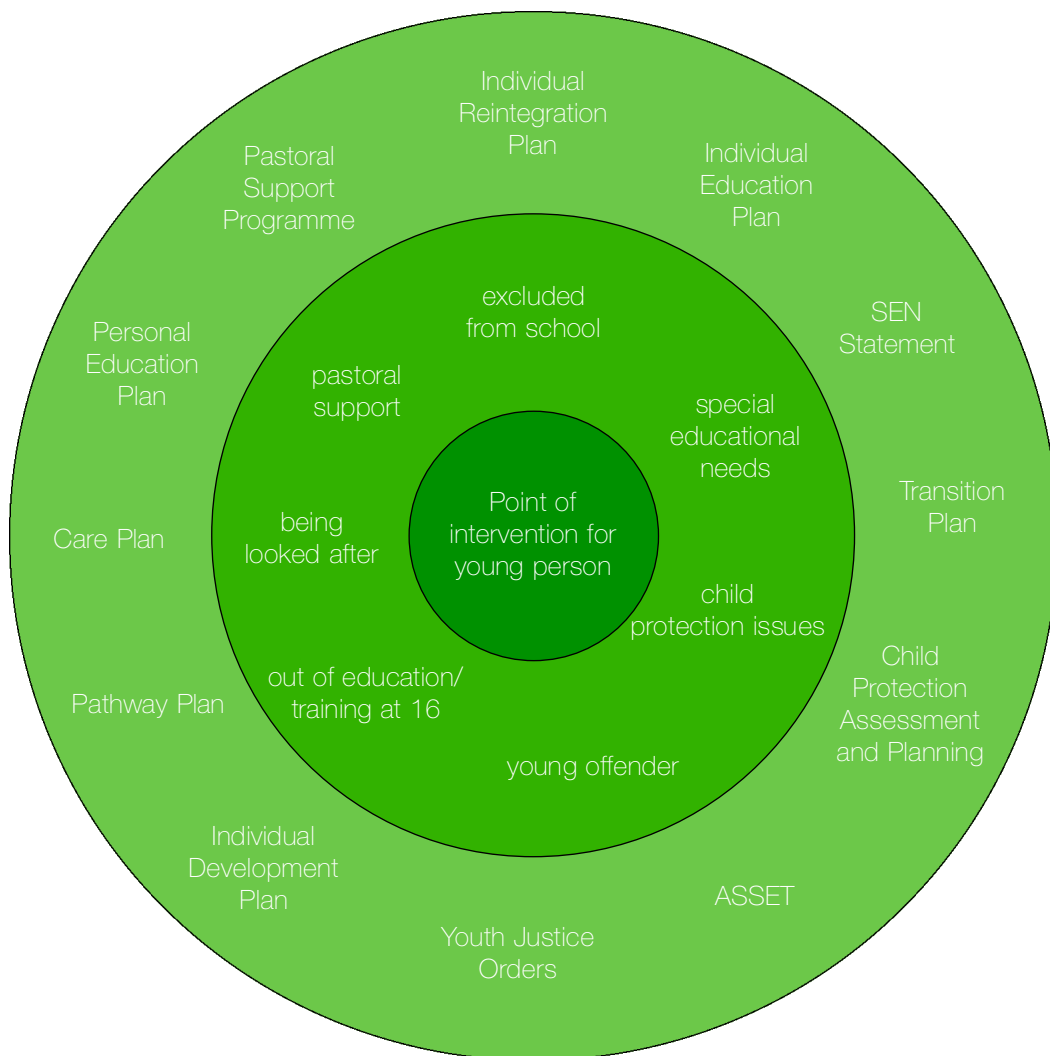 Individual
Reintegration
Plan
Individual
Education
Plan
SEN
Statement
Transition
Plan
Child
Protection
Assessment
and Planning
ASSET
Youth Justice
Orders
Individual
Development
Plan
Pathway Plan
Care Plan
Personal
Education
Plan
Pastoral
Support
Programme
excluded
from school
special
educational
needs
child
protection issues
young offender
out of education/
training at 16
being
looked after
pastoral
support
Point of
intervention for
young person